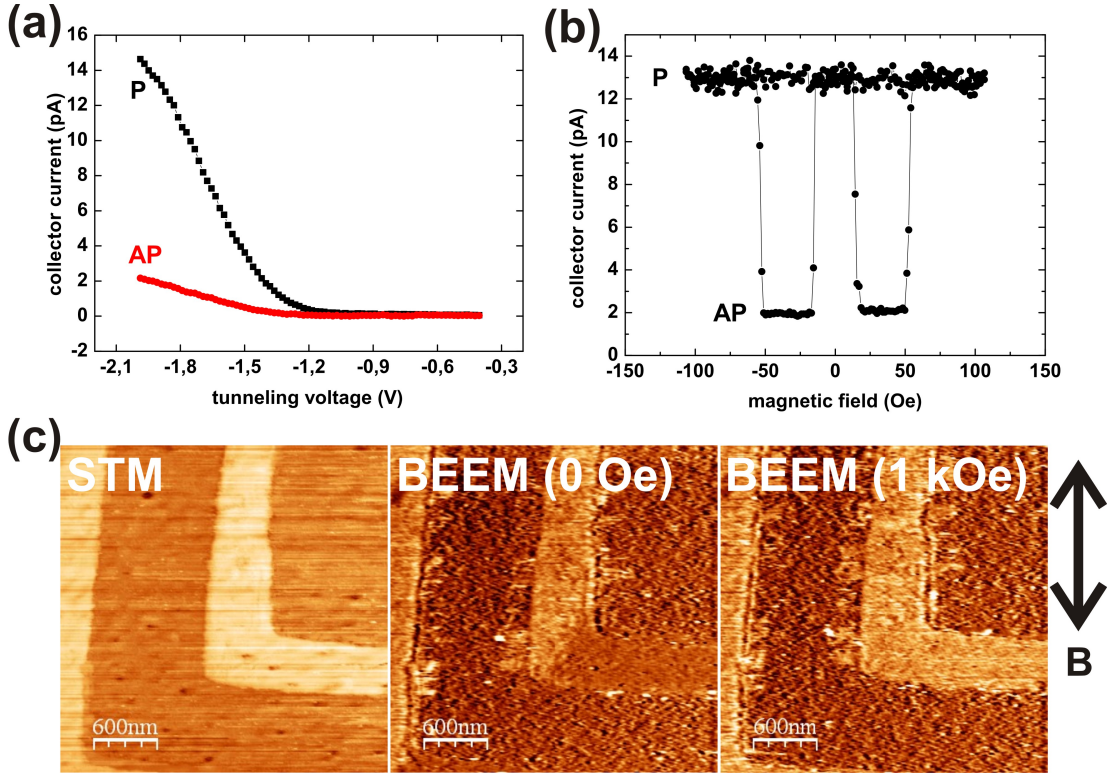 (a)
16
14
12
10
8
6
4
2
0
-2
collector current (pA)
P
AP
-2,1 -1,8 -1,5 -1,2 -0,9 -0,6 -0,3
tunneling voltage (V)
(b)
14
12
10
8
6
4
2
0
collector current (pA)
P
AP
-150 -100 -50 0 50 100 150
magnetic field (Oe)
(c)
STM
600nm
BEEM (0 Oe)
600nm
BEEM (1 kOe)
600nm
B